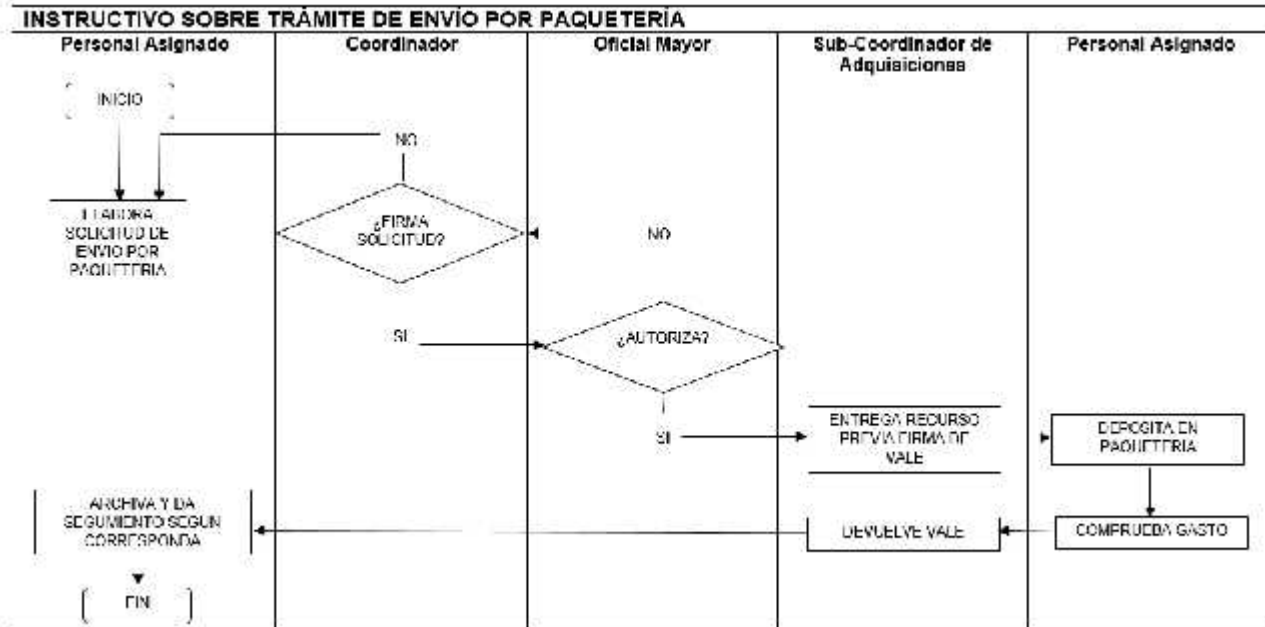 INSTRUCTIVO SOBRE TRÁMITE DE ENVÍO POR PAQUETERÍA
Personal Asignado
Coordinador
Oficial Mayor
Sub-Coordinador de
Adquisiciones
Personal Asignado
INICIO
NO
ELABORA
SOLICITUD DE
ENVIO POR
PAQUETERIA
¿FIRMA
SOLICITUD?
NO
SI
¿AUTORIZA?
SI
ENTREGA RECURSO
PREVIA FIRMA DE
VALE
DEPOSITA EN
PAQUETERIA
ARCHIVA Y DA
SEGUMIENTO SEGUN
CORRESPONDA
DEVUELVE VALE
COMPRUEBA GASTO
FIN